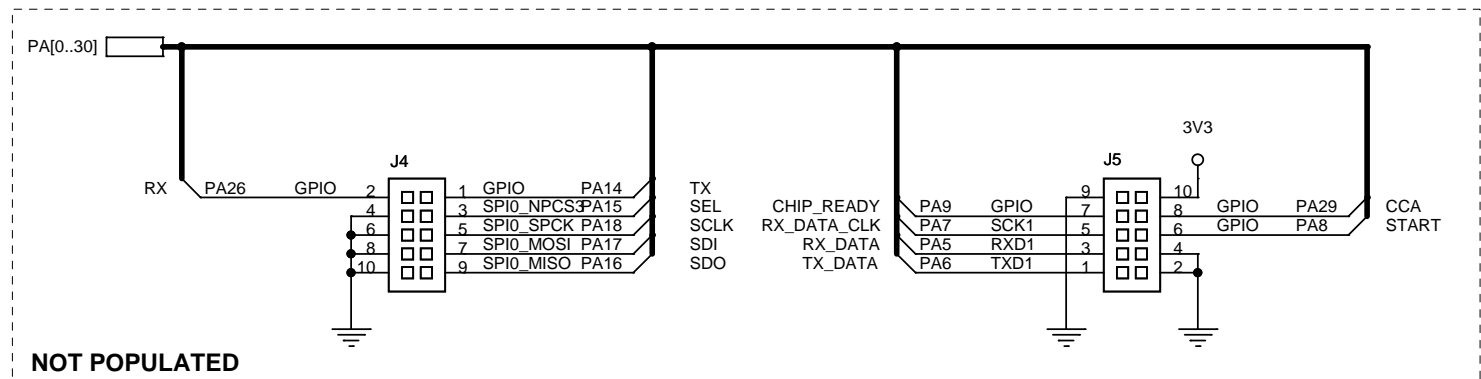 PA[0..30]
3V3
J4
J5
RX PA26 GPIO 2 1 GPIO PA14 TX
9 10
4 3 SPI0_NPCS3 PA15 SEL
CHIP_READY PA9 GPIO 7 8 GPIO PA29 CCA
6 5 SPI0_SPCK PA18 SCLK
RX_DATA_CLK PA7 SCK1 5 6 GPIO PA8 START
8 7 SPI0_MOSI PA17 SDI
RX_DATA PA5 RXD1 3 4
10 9 SPI0_MISO PA16 SDO
TX_DATA PA6 TXD1 1 2
NOT POPULATED